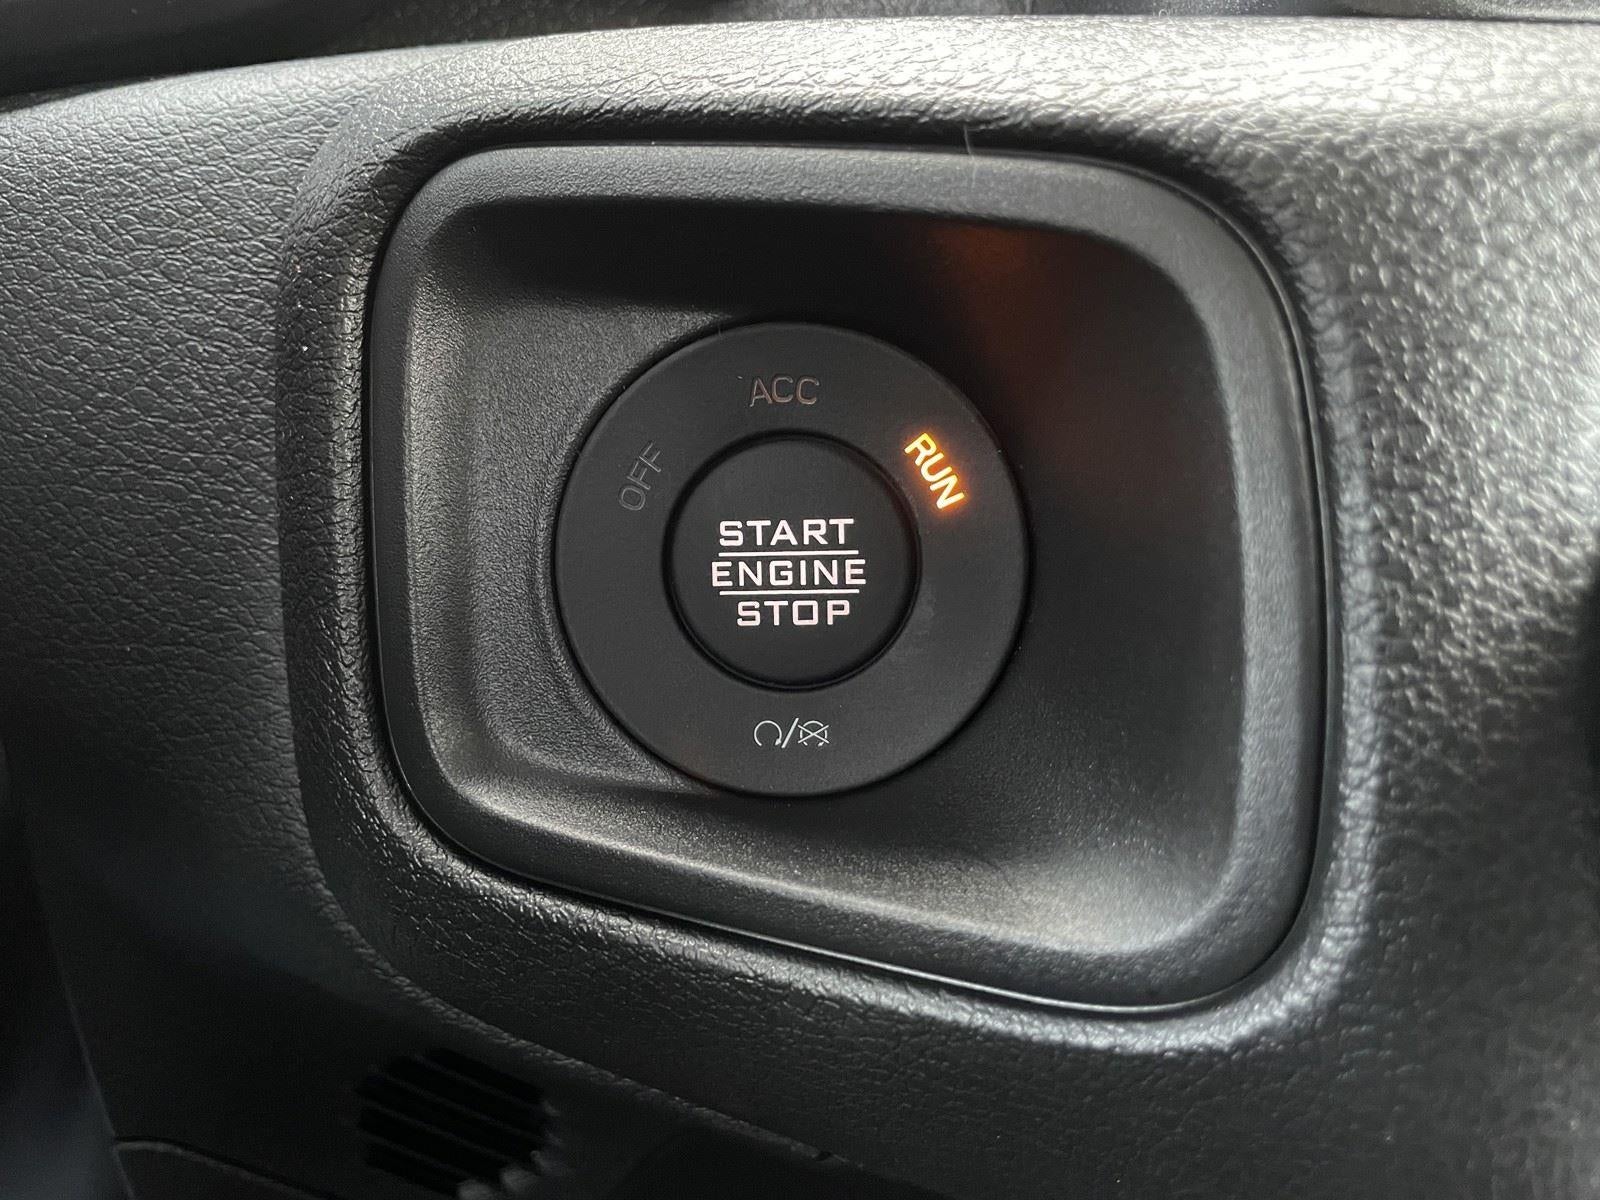 ACC
OFF
RUN
START
ENGINE
STOP